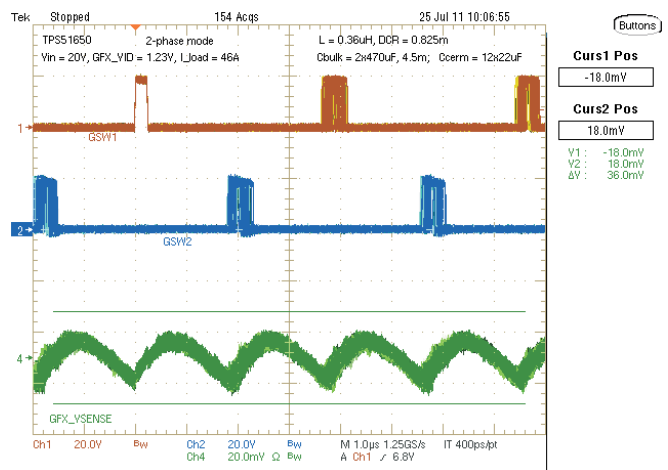 Tek Stopped 154 Acqs 25 Jul 11 10:06:55
Buttons
TPS51650 2-phase mode L = 0.36uH, DCR = 0.825m
Vin = 20V, GFX_VID = 1.23V, I_load = 46A Cbulk = 2x470uF, 4.5m; Ccerm = 12x22uF
Curs1 Pos
-18.0mV
Curs2 Pos
18.0mV
V1 : -18.0mV
V2 : 18.0mV
ΔV : 36.0mV
1
GSW1
2
GSW2
4
GFX_VSENSE
Ch1 20.0V Bw Ch2 20.0V Bw M 1.0µs 1.25GS/s IT 400ps/pt
Ch4 20.0mV Ω Bw A Ch1 ⌿ 6.8V